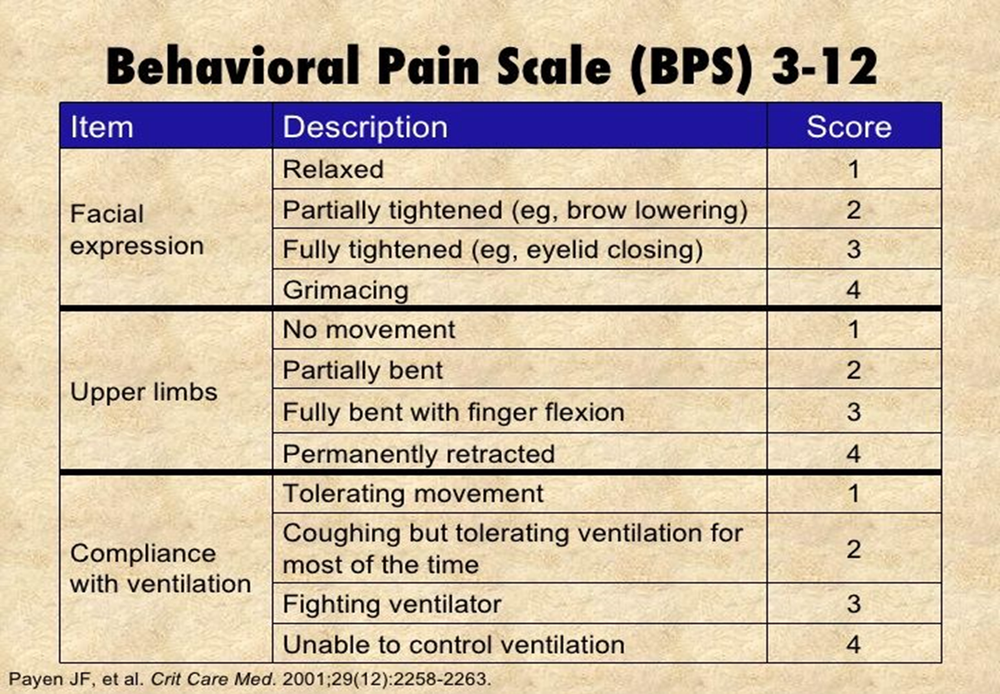 Behavioral Pain Scale (BPS) 3-12
Item Description Score
Facial
expression
Relaxed 1
Partially tightened (eg, brow lowering) 2
Fully tightened (eg, eyelid closing) 3
Grimacing 4
Upper limbs
No movement 1
Partially bent 2
Fully bent with finger flexion 3
Permanently retracted 4
Compliance
with ventilation
Tolerating movement 1
Coughing but tolerating ventilation for
most of the time 2
Fighting ventilator 3
Unable to control ventilation 4
Payen JF, et al. Crit Care Med. 2001;29(12):2258-2263.